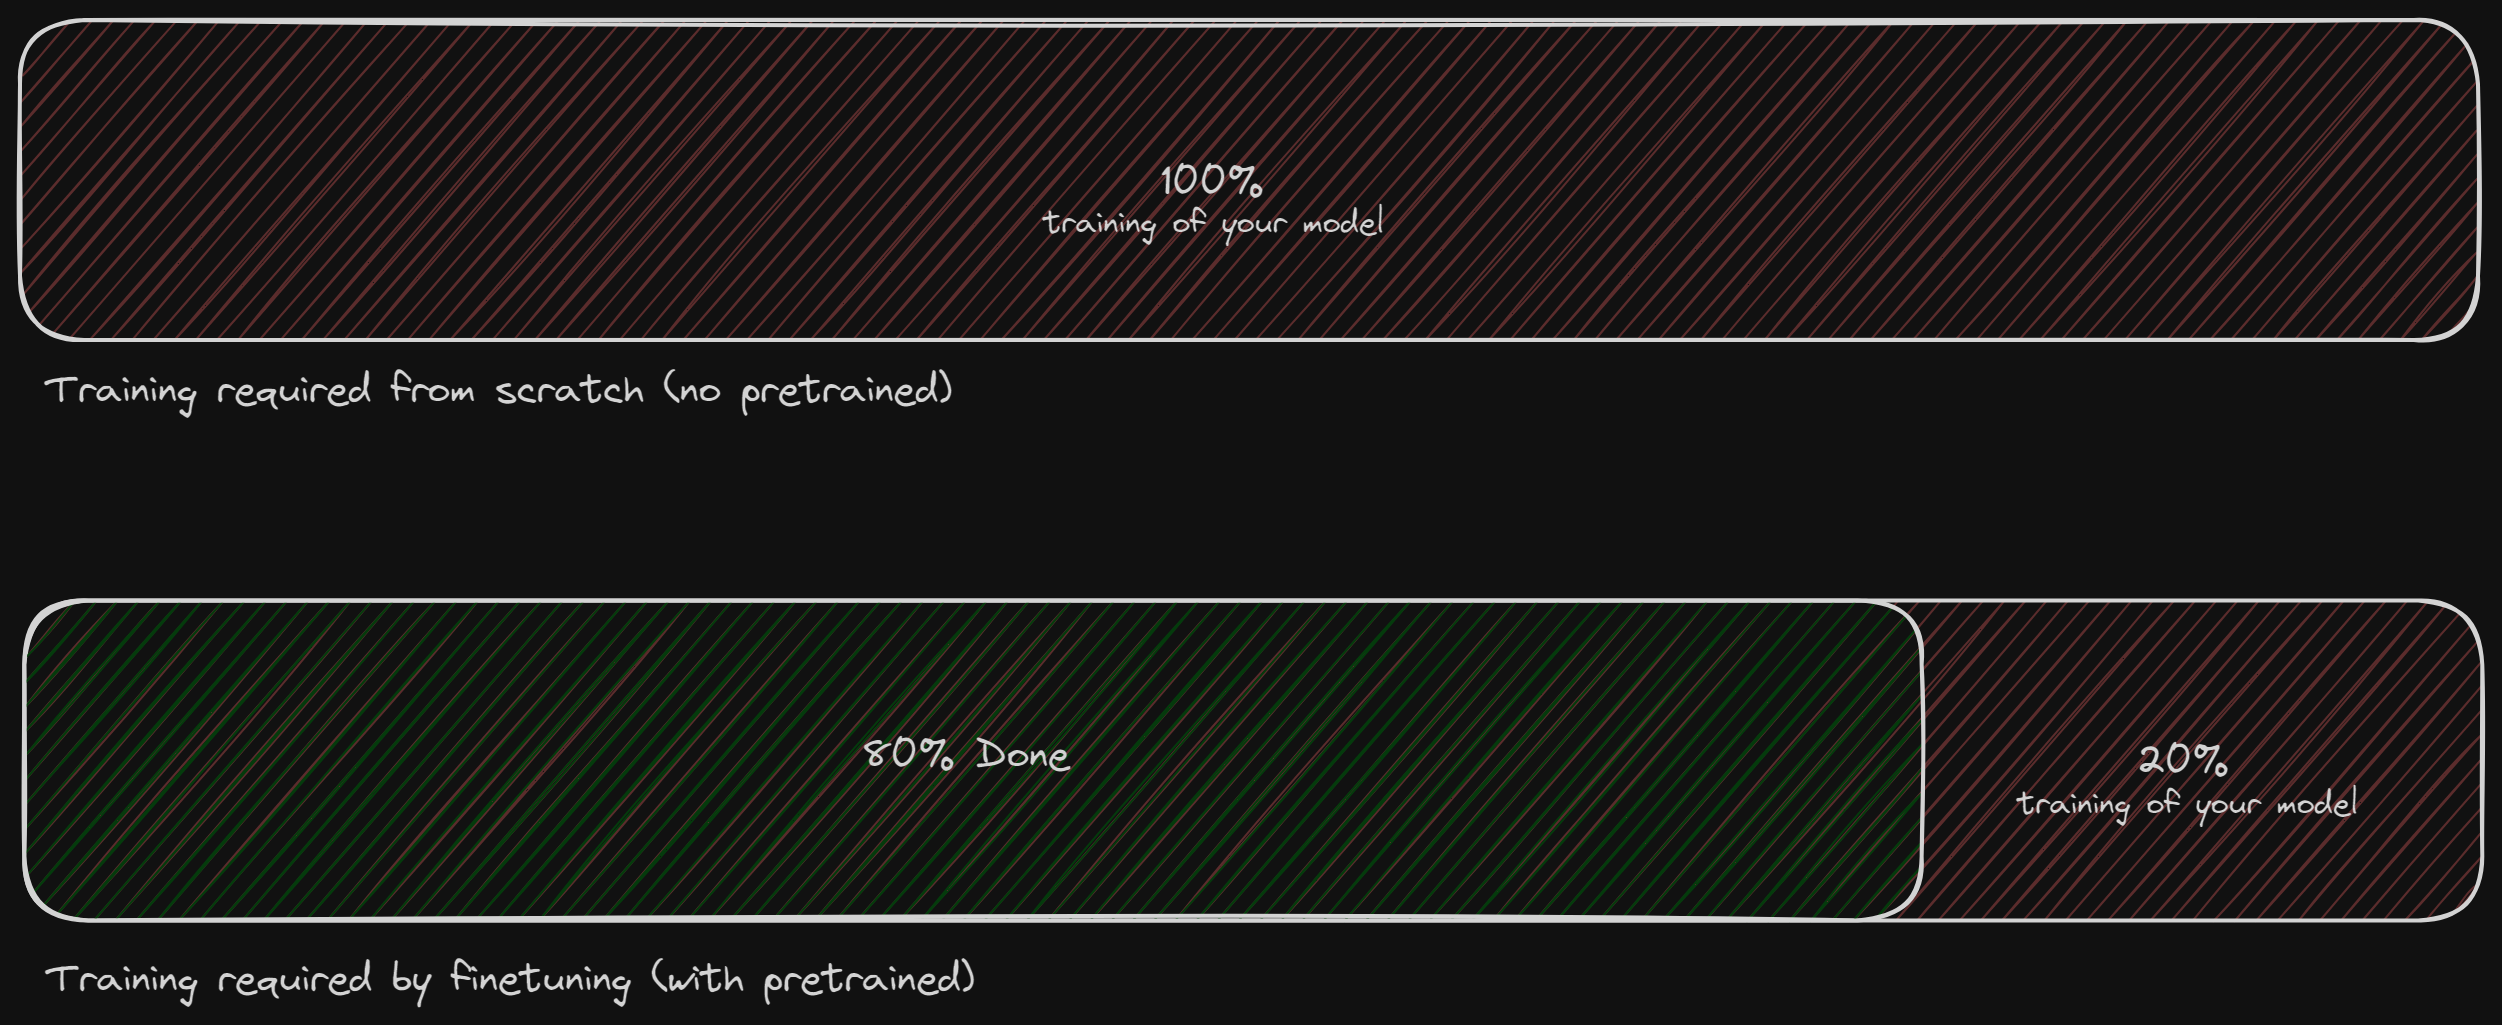 100%
training of your model
Training required from scratch (no pretrained)
80% Done
20%
training of your model
Training required by finetuning (with pretrained)